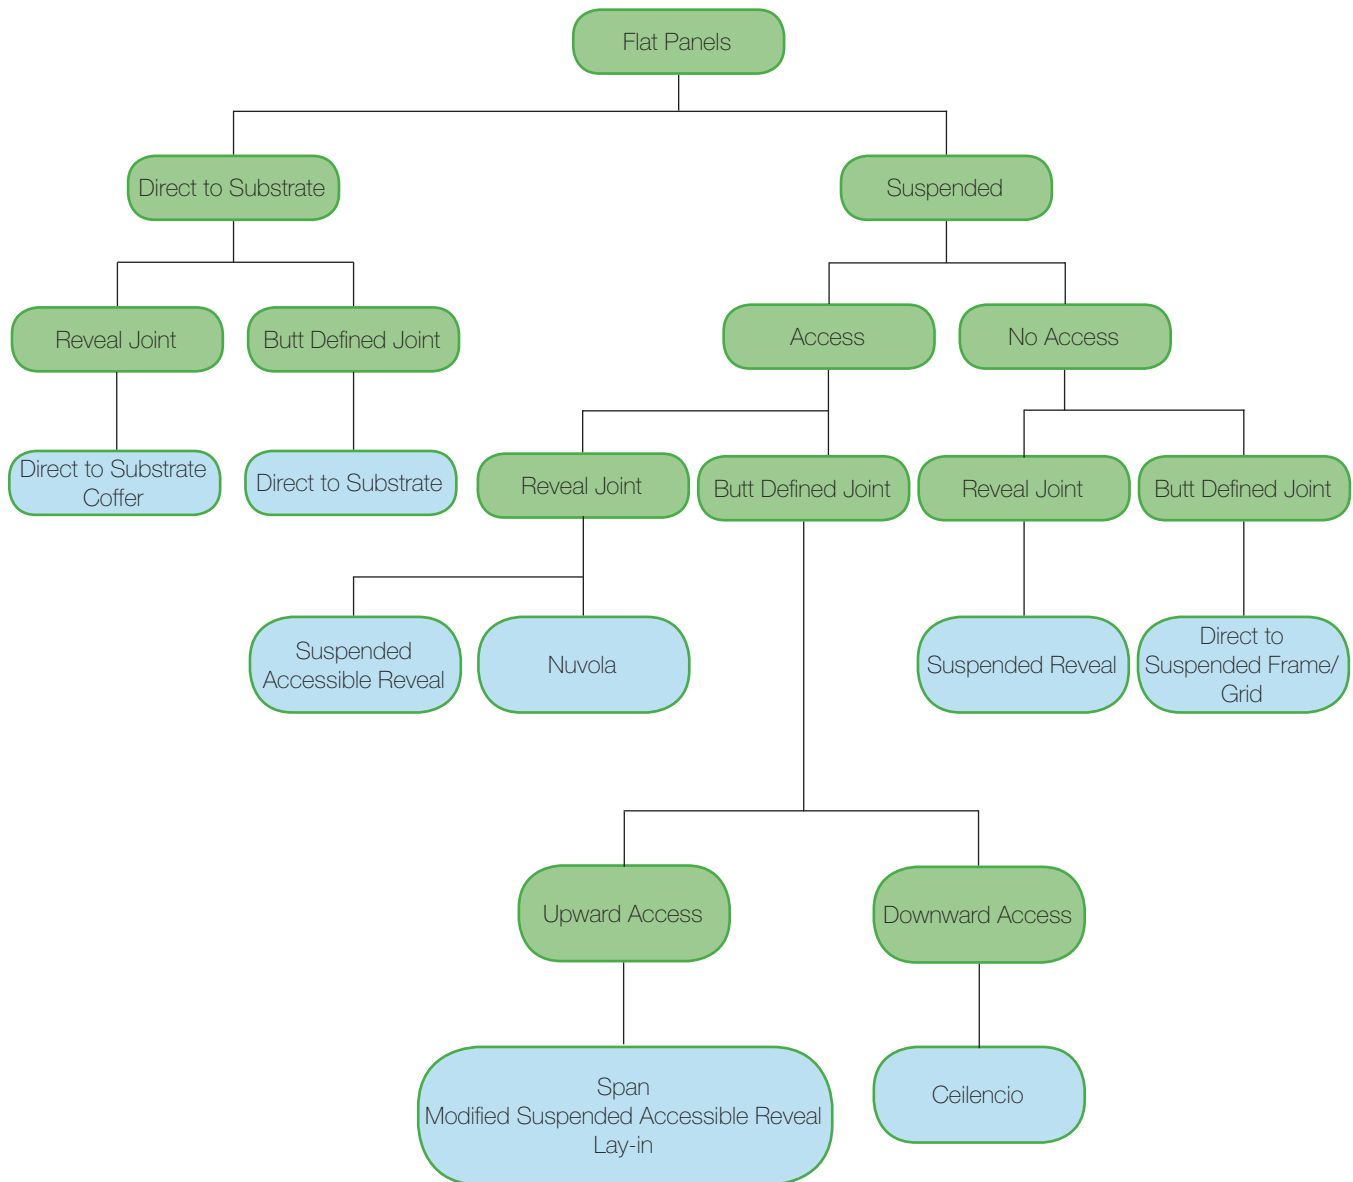 Flat Panels
Direct to Substrate
Suspended
Reveal Joint
Butt Defined Joint
Access
No Access
Direct to Substrate
Coffer
Direct to Substrate
Reveal Joint
Butt Defined Joint
Reveal Joint
Butt Defined Joint
Suspended
Accessible Reveal
Nuvola
Suspended Reveal
Direct to
Suspended Frame/
Grid
Upward Access
Downward Access
Span
Modified Suspended Accessible Reveal
Lay-in
Ceilencio